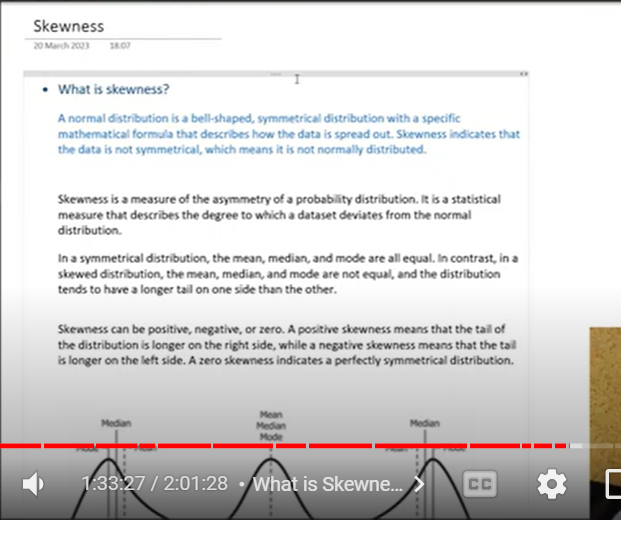 Skewness
20 March 2023 18:07
• What is skewness?
A normal distribution is a bell-shaped, symmetrical distribution with a specific
mathematical formula that describes how the data is spread out. Skewness indicates that
the data is not symmetrical, which means it is not normally distributed.
Skewness is a measure of the asymmetry of a probability distribution. It is a statistical
measure that describes the degree to which a dataset deviates from the normal
distribution.
In a symmetrical distribution, the mean, median, and mode are all equal. In contrast, in a
skewed distribution, the mean, median, and mode are not equal, and the distribution
tends to have a longer tail on one side than the other.
Skewness can be positive, negative, or zero. A positive skewness means that the tail of
the distribution is longer on the right side, while a negative skewness means that the tail
is longer on the left side. A zero skewness indicates a perfectly symmetrical distribution.
Mean
Median Median Median
Mode
Mode Mean Mean Mode
1:33:27 / 2:01:28 • What is Skewne... CC